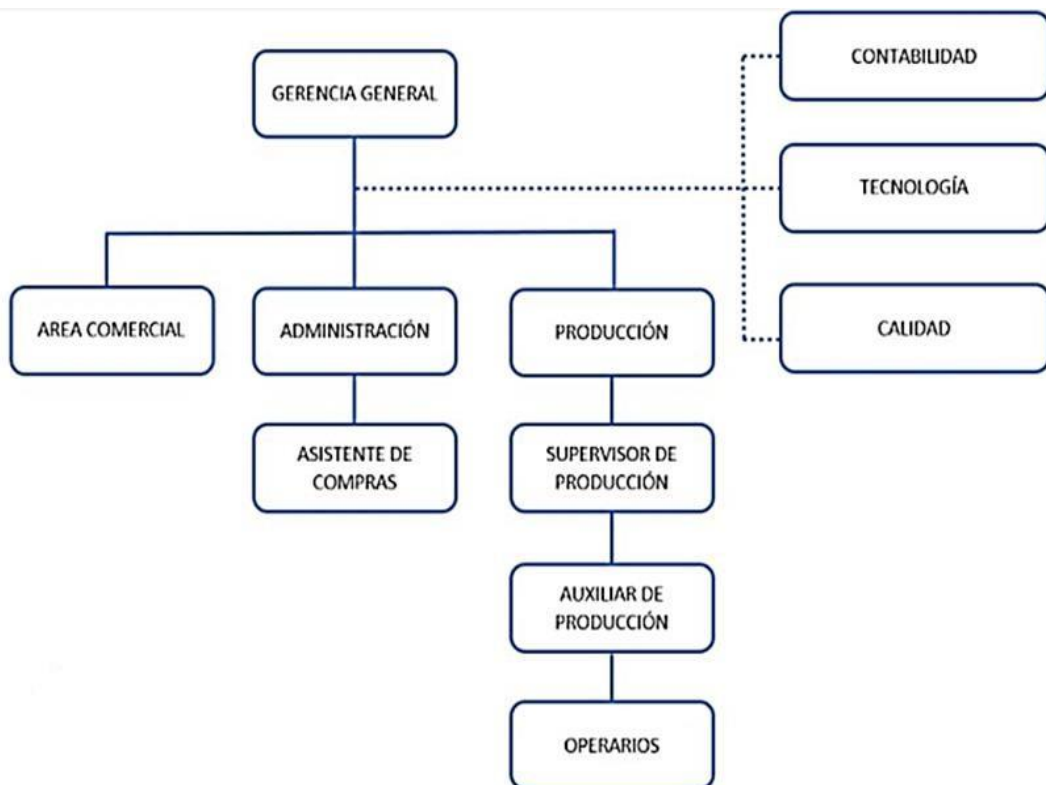 CONTABILIDAD
GERENCIA GENERAL
TECNOLOGÍA
AREA COMERCIAL
ADMINISTRACIÓN
PRODUCCIÓN
CALIDAD
ASISTENTE DE
COMPRAS
SUPERVISOR DE
PRODUCCIÓN
AUXILIAR DE
PRODUCCIÓN
OPERARIOS